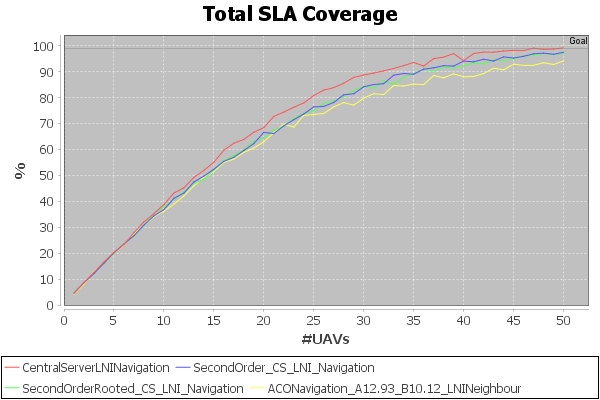 Total SLA Coverage
Goal
100
90
80
70
60
50
40
30
20
10
0
%
0 5 10 15 20 25 30 35 40 45 50
#UAVs
CentralServerLNINavigation SecondOrder_CS_LNI_Navigation
SecondOrderRooted_CS_LNI_Navigation ACONavigation_A12.93_B10.12_LNINeighbour